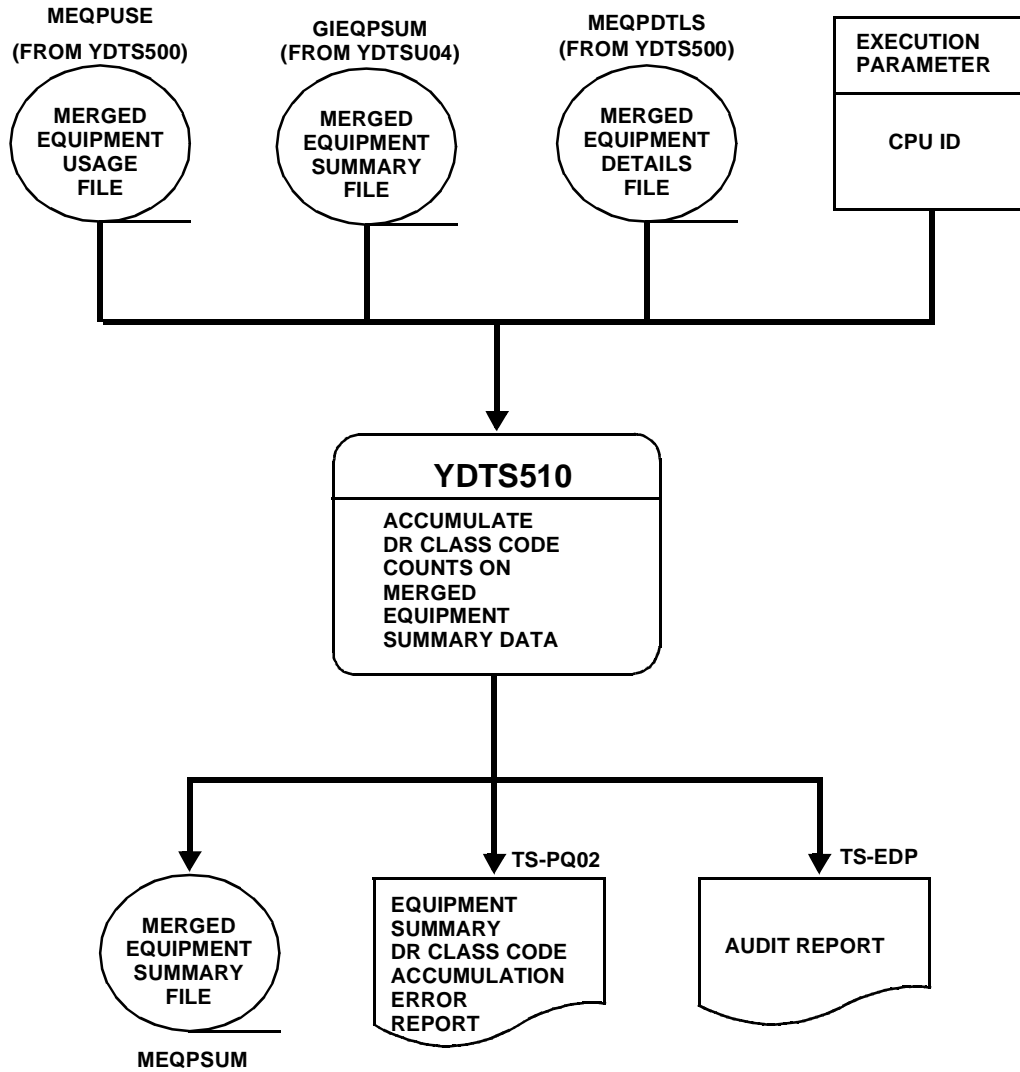 MEQPUSE
(FROM YDTS500)
MERGED
EQUIPMENT
USAGE
FILE
GIEQPSUM
(FROM YDTSU04)
MERGED
EQUIPMENT
SUMMARY
FILE
MEQPDTLS
(FROM YDTS500)
MERGED
EQUIPMENT
DETAILS
FILE
EXECUTION
PARAMETER
CPU ID
YDTS510
ACCUMULATE
DR CLASS CODE
COUNTS ON
MERGED
EQUIPMENT
SUMMARY DATA
MERGED
EQUIPMENT
SUMMARY
FILE
MEQPSUM
TS-PQ02
EQUIPMENT
SUMMARY
DR CLASS CODE
ACCUMULATION
ERROR
REPORT
TS-EDP
AUDIT REPORT